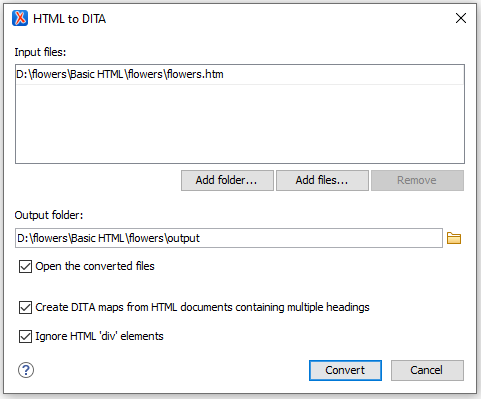 HTML to DITA
Input files:
D:\flowers\Basic HTML\flowers\flowers.htm
Add folder... Add files... Remove
Output folder:
D:\flowers\Basic HTML\flowers\output
Open the converted files
Create DITA maps from HTML documents containing multiple headings
Ignore HTML 'div' elements
? Convert Cancel